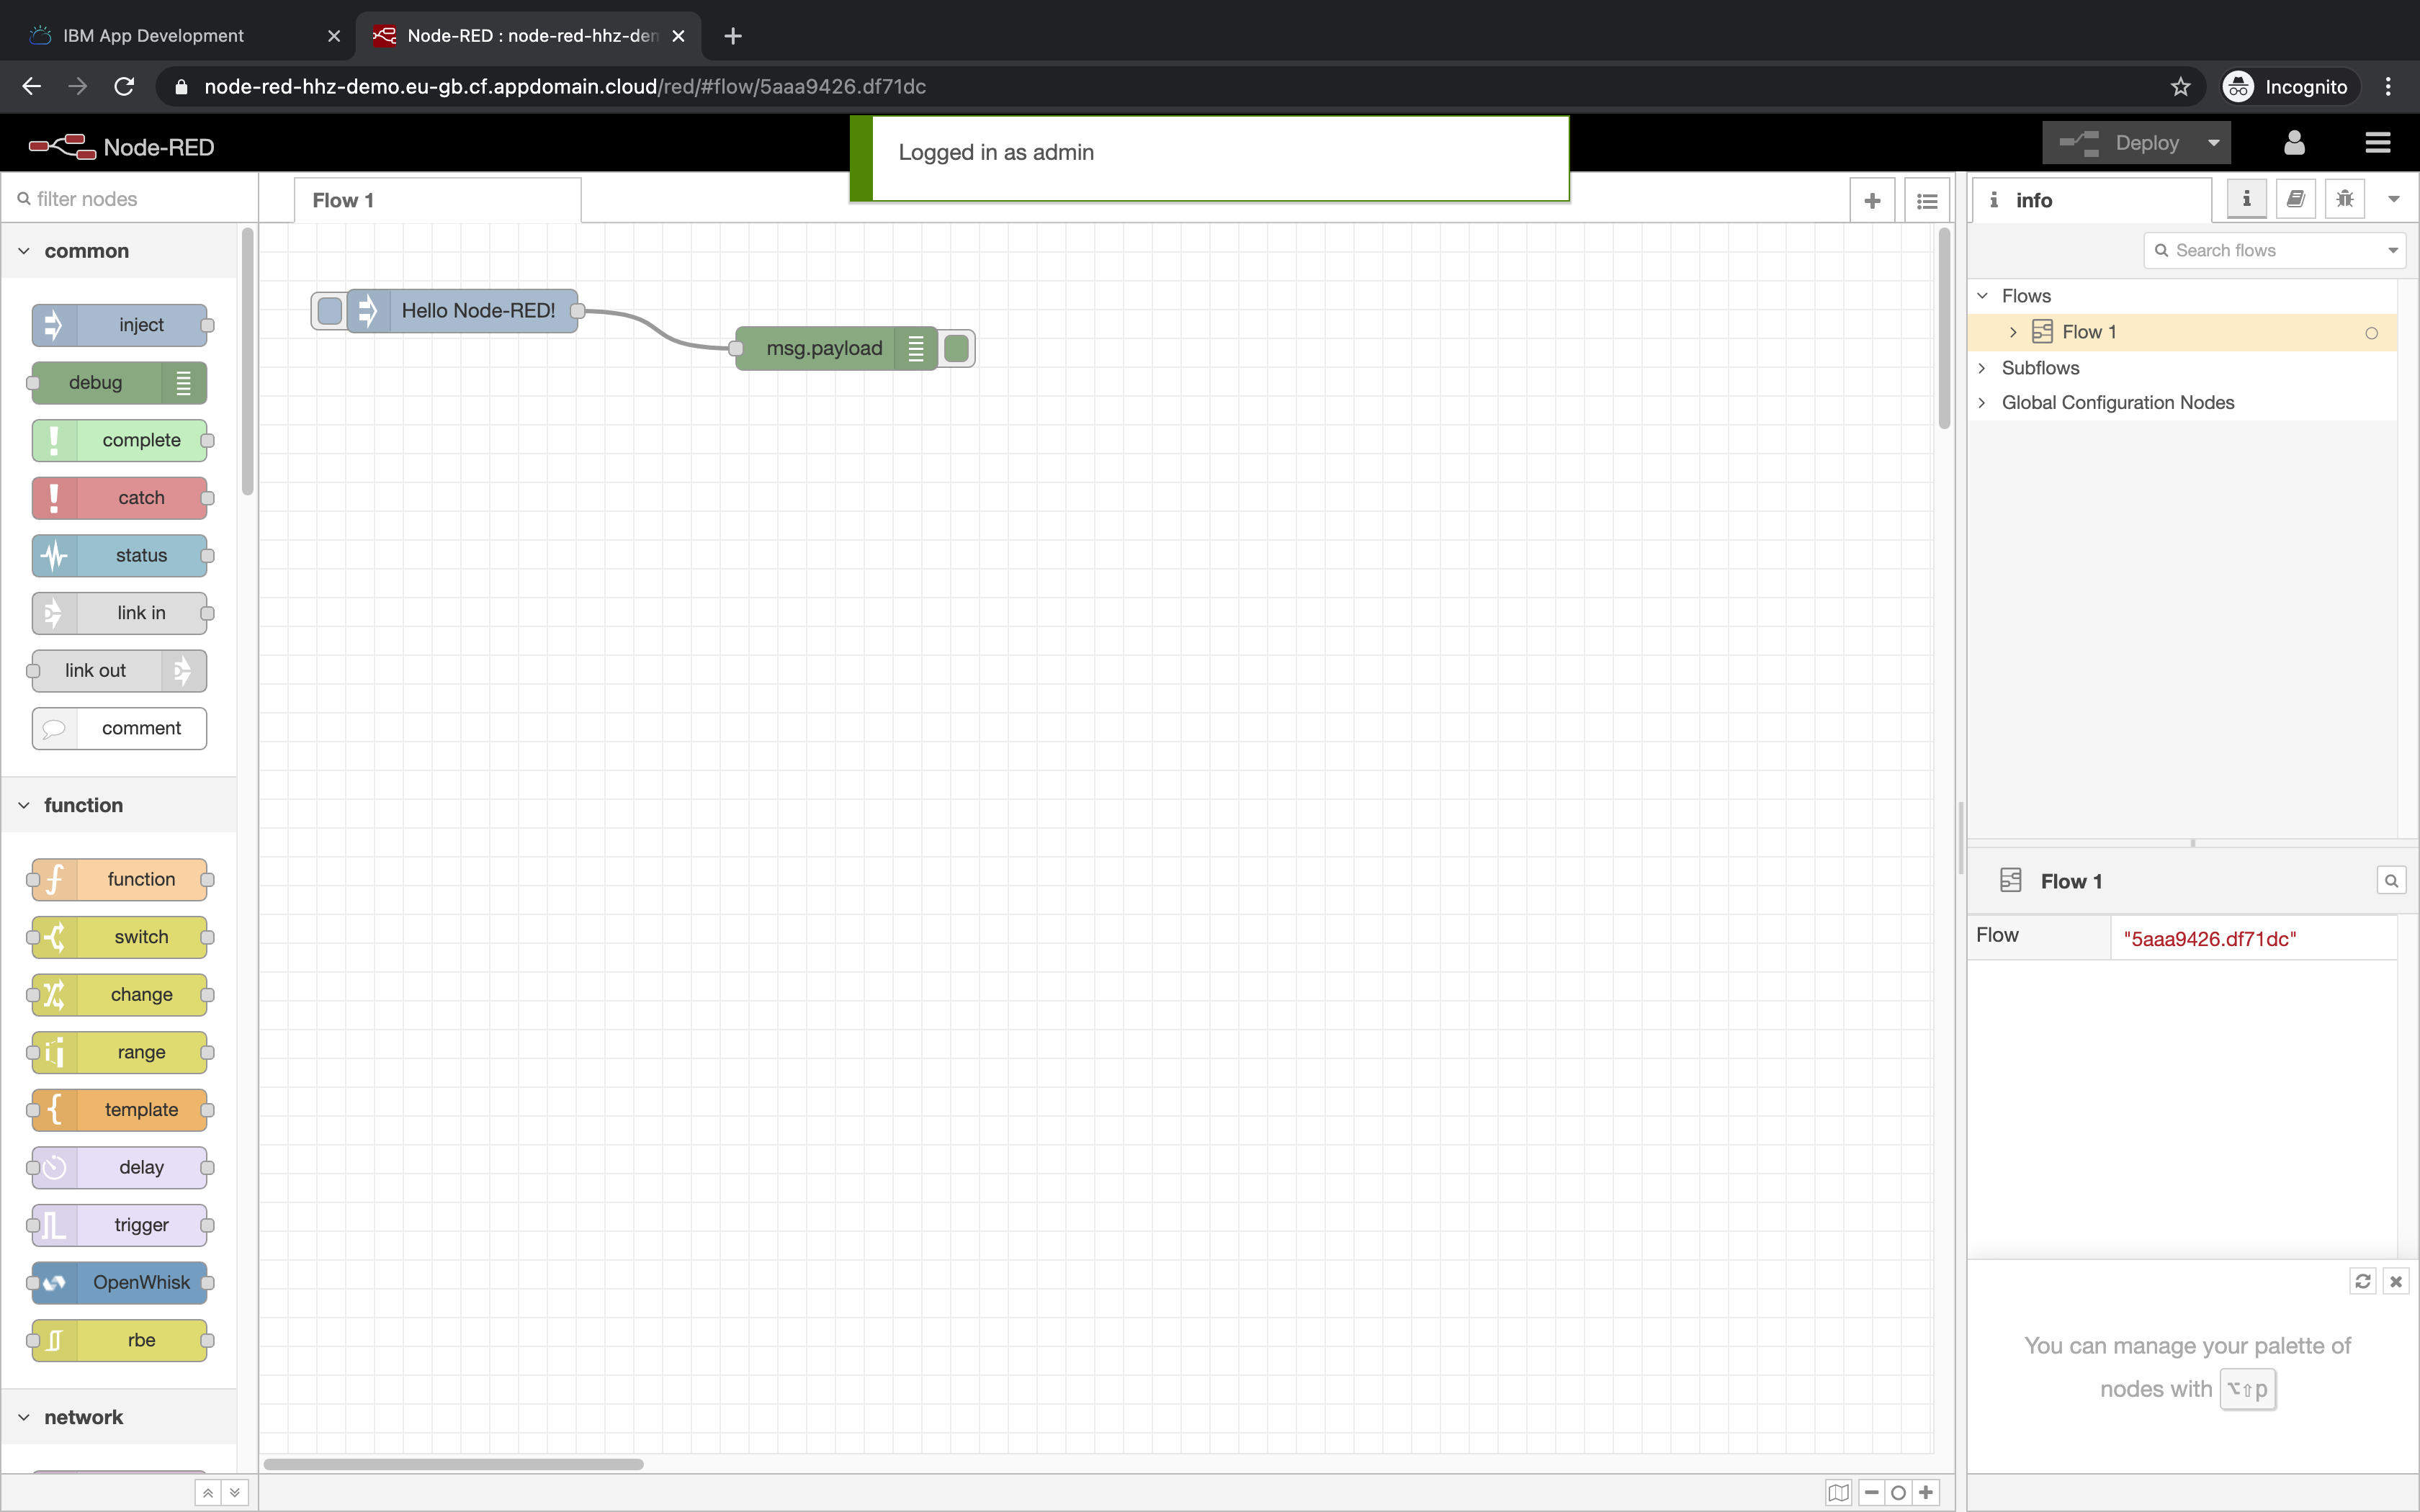 IBM App Development
Node-RED : node-red-hhz-dem
node-red-hhz-demo.eu-gb.cf.appdomain.cloud/red/#flow/5aaa9426.df71dc
Incognito
Node-RED
Logged in as admin
Deploy
filter nodes
Flow 1
i info
i
common
inject
debug
complete
catch
status
link in
link out
comment
function
function
switch
change
range
template
delay
trigger
OpenWhisk
rbe
network
Hello Node-RED!
msg.payload
Search flows
Flows
Flow 1
Subflows
Global Configuration Nodes
Flow 1
Flow "5aaa9426.df71dc"
You can manage your palette of
nodes with ⌥⇧p